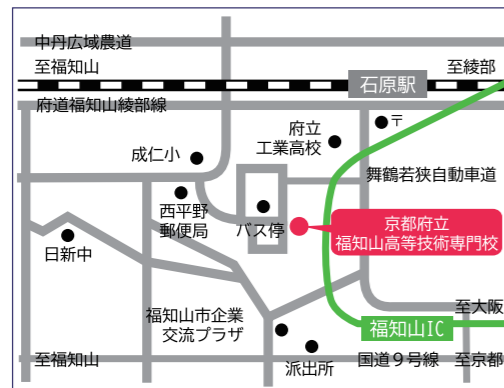 中丹広域農道
至福知山
至綾部
石原駅
府道福知山綾部線
〒
府立
工業高校
成仁小
舞鶴若狭自動車道
西平野
郵便局
バス停
京都府立
福知山高等技術専門校
日新中
至大阪
福知山市企業
交流プラザ
福知山IC
派出所
至福知山
国道9号線
至京都